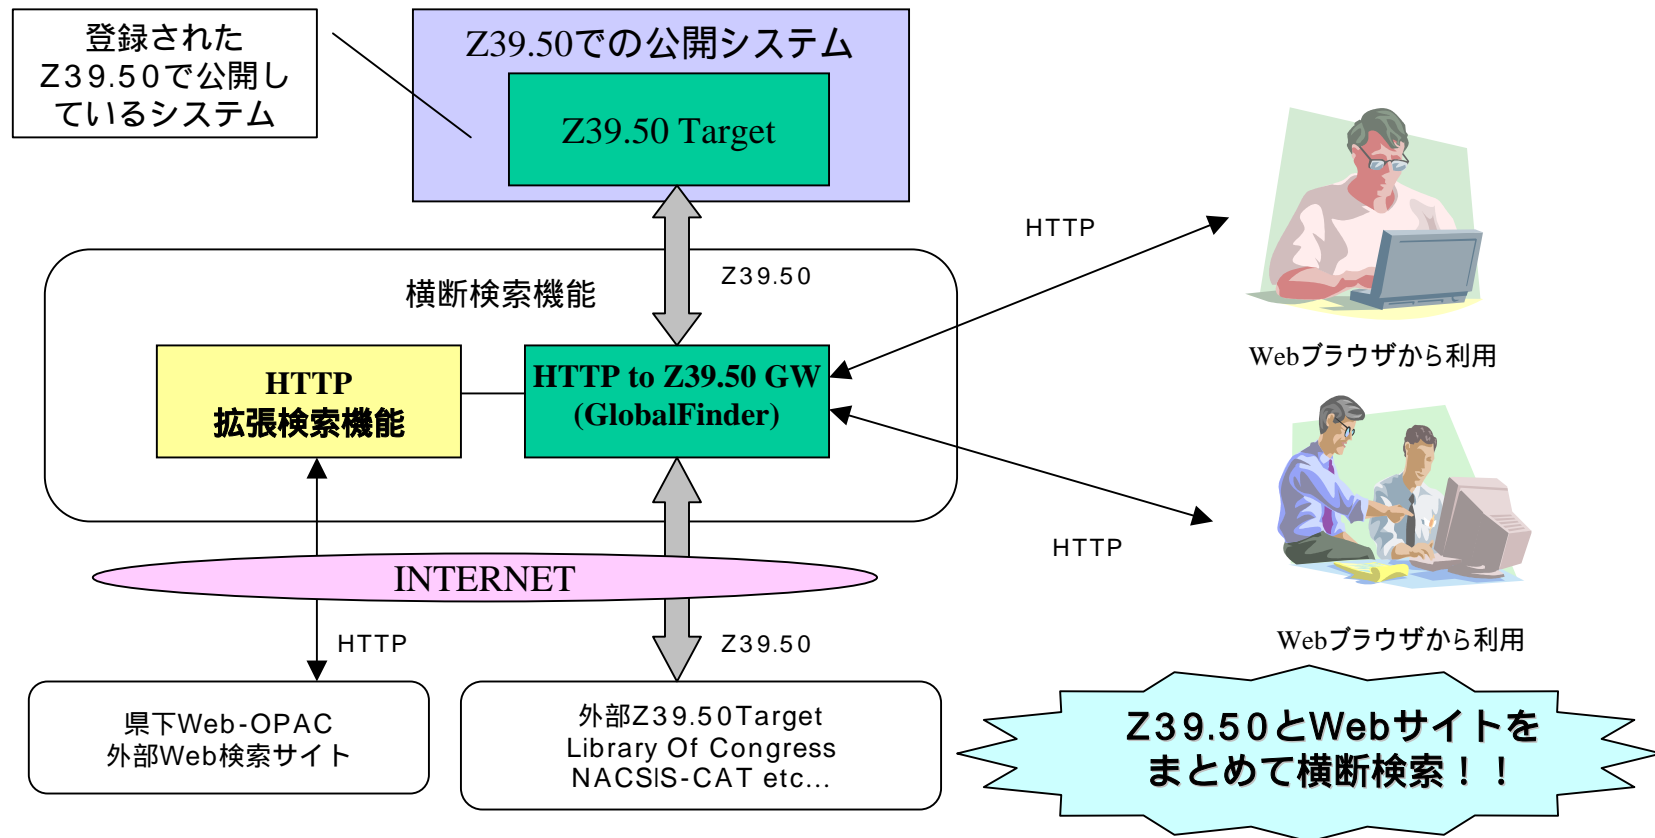 登録された
Z39.50で公開し
ているシステム
Z39.50での公開システム
Z39.50 Target
HTTP
Z39.50
横断検索機能
Webブラウザから利用
HTTP
拡張検索機能
HTTP to Z39.50 GW
(GlobalFinder)
HTTP
INTERNET
HTTP
Z39.50
Webブラウザから利用
県下Web-OPAC
外部Web検索サイト
外部Z39.50Target
Library Of Congress
NACSIS-CAT etc...
Z39.50とWebサイトを
まとめて横断検索！！